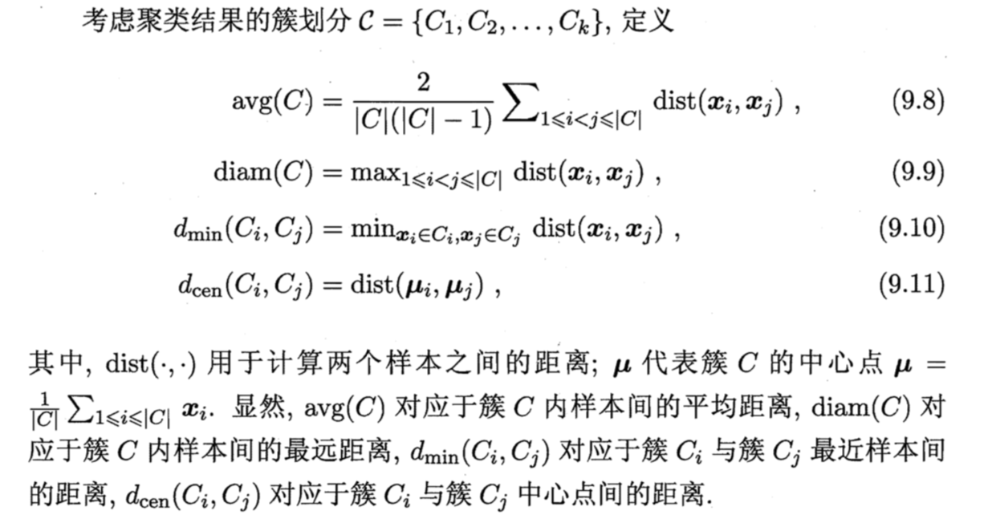 考虑聚类结果的簇划分 $\mathcal{C} = \{C_1, C_2, \ldots, C_k\}$, 定义
$\mathrm{avg}(C) = \frac{2}{|C|(|C|-1)} \sum_{1 \leqslant i < j \leqslant |C|} \mathrm{dist}(\boldsymbol{x}_i, \boldsymbol{x}_j)$ , (9.8)
$\mathrm{diam}(C) = \max_{1 \leqslant i < j \leqslant |C|} \mathrm{dist}(\boldsymbol{x}_i, \boldsymbol{x}_j)$ , (9.9)
$d_{\min}(C_i, C_j) = \min_{\boldsymbol{x}_i \in C_i, \boldsymbol{x}_j \in C_j} \mathrm{dist}(\boldsymbol{x}_i, \boldsymbol{x}_j)$ , (9.10)
$d_{\mathrm{cen}}(C_i, C_j) = \mathrm{dist}(\boldsymbol{\mu}_i, \boldsymbol{\mu}_j)$ , (9.11)
其中, $\mathrm{dist}(\cdot, \cdot)$ 用于计算两个样本之间的距离; $\boldsymbol{\mu}$ 代表簇 $C$ 的中心点 $\boldsymbol{\mu} =$
$\frac{1}{|C|} \sum_{1 \leqslant i \leqslant |C|} \boldsymbol{x}_i$. 显然, $\mathrm{avg}(C)$ 对应于簇 $C$ 内样本间的平均距离, $\mathrm{diam}(C)$ 对
应于簇 $C$ 内样本间的最远距离, $d_{\min}(C_i, C_j)$ 对应于簇 $C_i$ 与簇 $C_j$ 最近样本间
的距离, $d_{\mathrm{cen}}(C_i, C_j)$ 对应于簇 $C_i$ 与簇 $C_j$ 中心点间的距离.